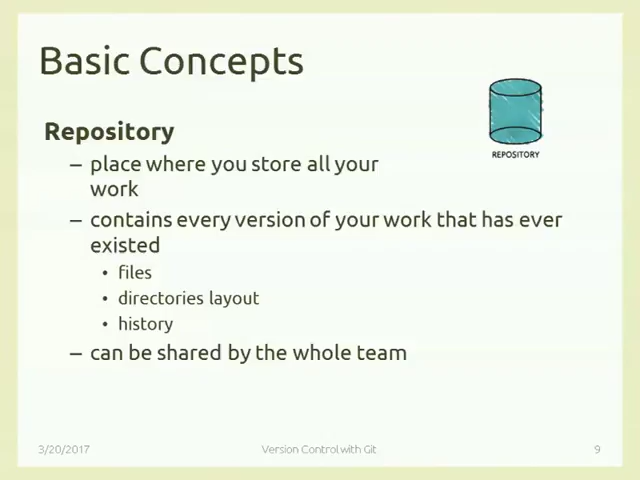 Basic Concepts
REPOSITORY
Repository
– place where you store all your
work
– contains every version of your work that has ever
existed
• files
• directories layout
• history
– can be shared by the whole team
3/20/2017
Version Control with Git
9